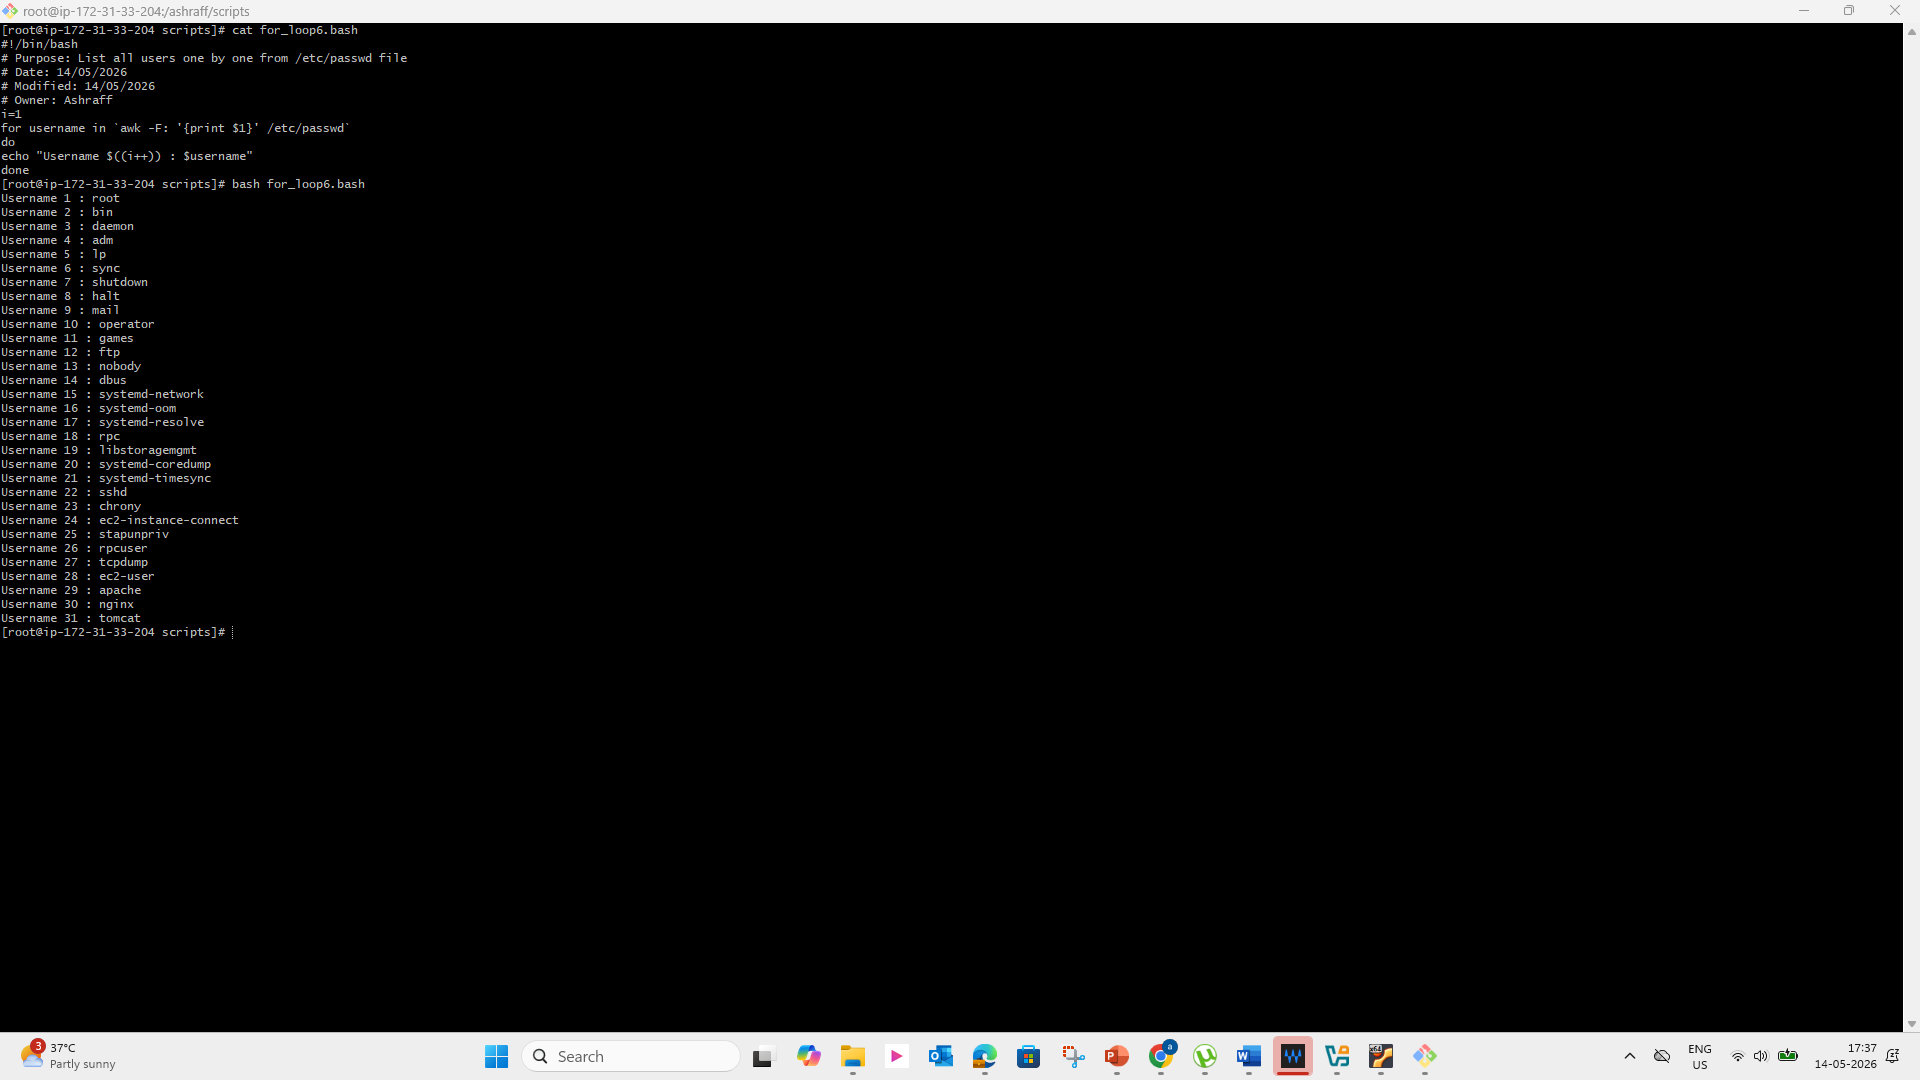 root@ip-172-31-33-204:/ashraff/scripts
[root@ip-172-31-33-204 scripts]# cat for_loop6.bash
#!/bin/bash
# Purpose: List all users one by one from /etc/passwd file
# Date: 14/05/2026
# Modified: 14/05/2026
# Owner: Ashraff
i=1
for username in `awk -F: '{print $1}' /etc/passwd`
do
echo "Username $((i++)) : $username"
done
[root@ip-172-31-33-204 scripts]# bash for_loop6.bash
Username 1 : root
Username 2 : bin
Username 3 : daemon
Username 4 : adm
Username 5 : lp
Username 6 : sync
Username 7 : shutdown
Username 8 : halt
Username 9 : mail
Username 10 : operator
Username 11 : games
Username 12 : ftp
Username 13 : nobody
Username 14 : dbus
Username 15 : systemd-network
Username 16 : systemd-oom
Username 17 : systemd-resolve
Username 18 : rpc
Username 19 : libstoragemgmt
Username 20 : systemd-coredump
Username 21 : systemd-timesync
Username 22 : sshd
Username 23 : chrony
Username 24 : ec2-instance-connect
Username 25 : stapunpriv
Username 26 : rpcuser
Username 27 : tcpdump
Username 28 : ec2-user
Username 29 : apache
Username 30 : nginx
Username 31 : tomcat
[root@ip-172-31-33-204 scripts]#
3
37°C
Partly sunny
Search
a
ENG
US
17:37
14-05-2026